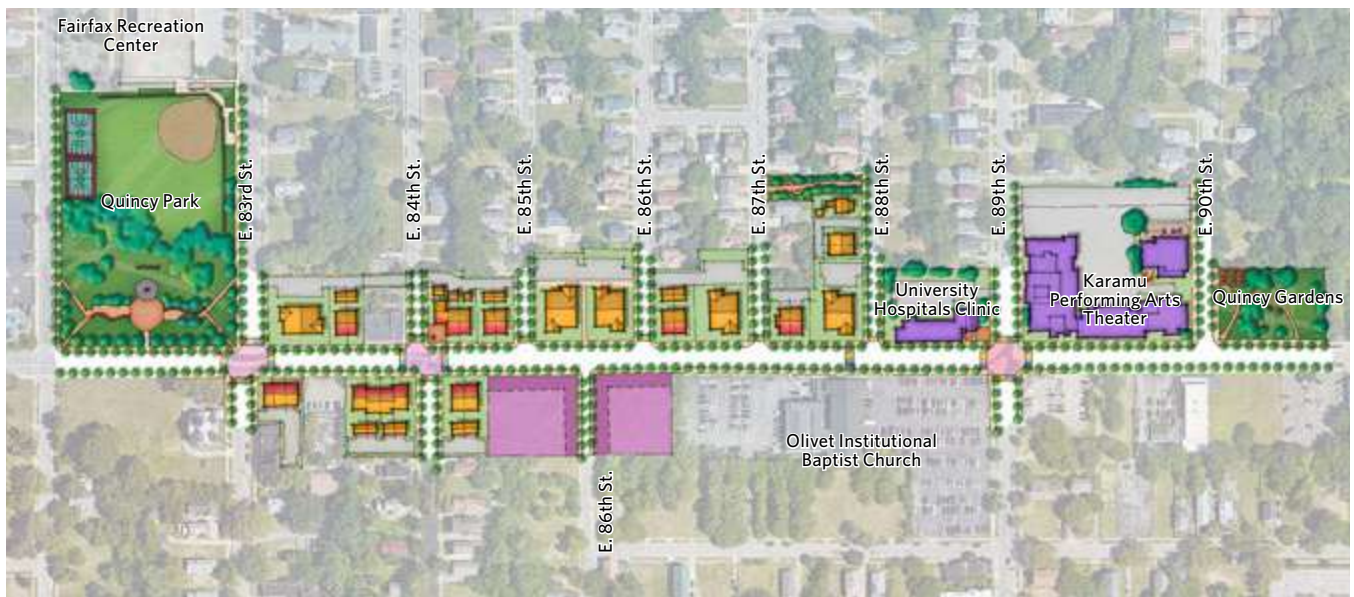 Fairfax Recreation
Center
Quincy Park
E. 83rd St.
E. 84th St.
E. 85th St.
E. 86th St.
E. 87th St.
E. 88th St.
E. 89th St.
E. 90th St.
University
Hospitals Clinic
Karamu
Performing Arts
Theater
Quincy Gardens
Olivet Institutional
Baptist Church
E. 86th St.